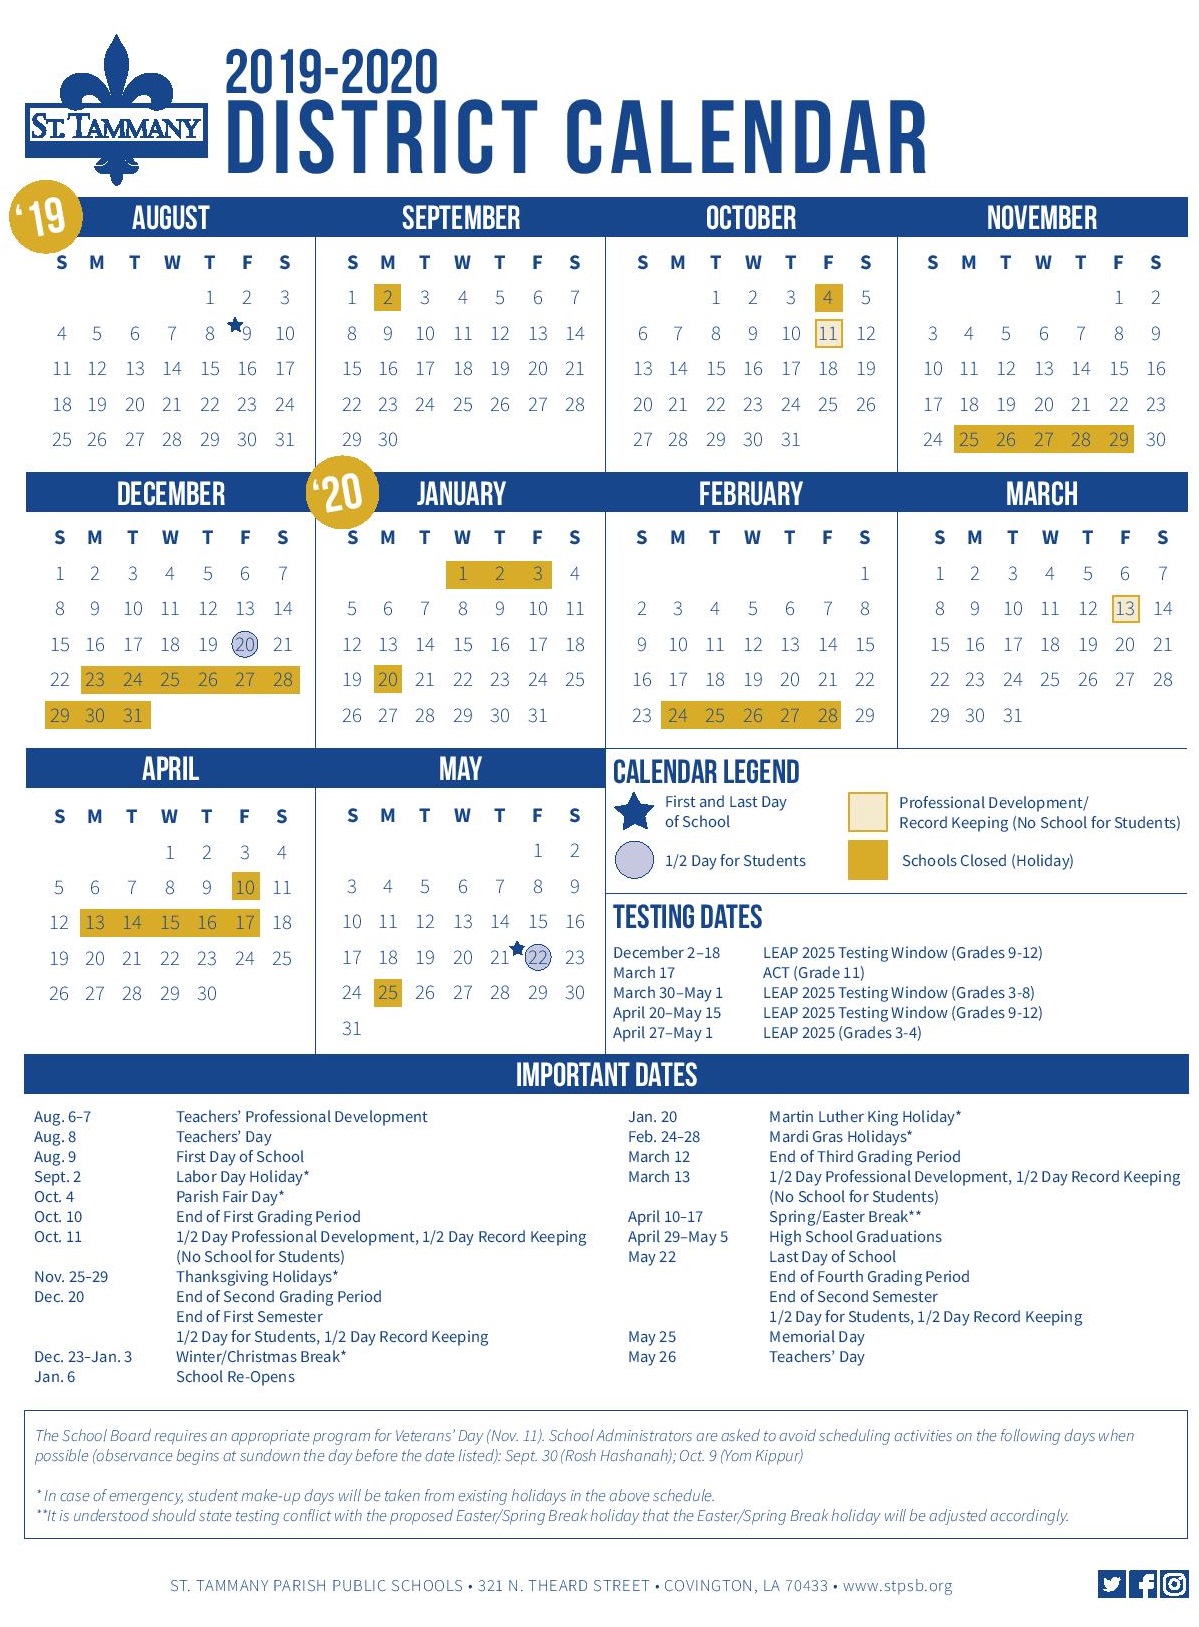 ST. TAMMANY
2019-2020
DISTRICT CALENDAR
‘19
AUGUST
S M T W T F S
1 2 3
4 5 6 7 8 9 10
11 12 13 14 15 16 17
18 19 20 21 22 23 24
25 26 27 28 29 30 31
SEPTEMBER
S M T W T F S
1 2 3 4 5 6 7
8 9 10 11 12 13 14
15 16 17 18 19 20 21
22 23 24 25 26 27 28
29 30
OCTOBER
S M T W T F S
1 2 3 4 5
6 7 8 9 10 11 12
13 14 15 16 17 18 19
20 21 22 23 24 25 26
27 28 29 30 31
NOVEMBER
S M T W T F S
1 2
3 4 5 6 7 8 9
10 11 12 13 14 15 16
17 18 19 20 21 22 23
24 25 26 27 28 29 30
DECEMBER
S M T W T F S
1 2 3 4 5 6 7
8 9 10 11 12 13 14
15 16 17 18 19 20 21
22 23 24 25 26 27 28
29 30 31
‘20
JANUARY
S M T W T F S
1 2 3 4
5 6 7 8 9 10 11
12 13 14 15 16 17 18
19 20 21 22 23 24 25
26 27 28 29 30 31
FEBRUARY
S M T W T F S
1
2 3 4 5 6 7 8
9 10 11 12 13 14 15
16 17 18 19 20 21 22
23 24 25 26 27 28 29
MARCH
S M T W T F S
1 2 3 4 5 6 7
8 9 10 11 12 13 14
15 16 17 18 19 20 21
22 23 24 25 26 27 28
29 30 31
APRIL
S M T W T F S
1 2 3 4
5 6 7 8 9 10 11
12 13 14 15 16 17 18
19 20 21 22 23 24 25
26 27 28 29 30
MAY
S M T W T F S
1 2
3 4 5 6 7 8 9
10 11 12 13 14 15 16
17 18 19 20 21 22 23
24 25 26 27 28 29 30
31
CALENDAR LEGEND
First and Last Day
of School
Professional Development/
Record Keeping (No School for Students)
1/2 Day for Students
Schools Closed (Holiday)
TESTING DATES
December 2–18 LEAP 2025 Testing Window (Grades 9-12)
March 17 ACT (Grade 11)
March 30–May 1 LEAP 2025 Testing Window (Grades 3-8)
April 20–May 15 LEAP 2025 Testing Window (Grades 9-12)
April 27–May 1 LEAP 2025 (Grades 3-4)
IMPORTANT DATES
Aug. 6–7 Teachers’ Professional Development
Aug. 8 Teachers’ Day
Aug. 9 First Day of School
Sept. 2 Labor Day Holiday*
Oct. 4 Parish Fair Day*
Oct. 10 End of First Grading Period
Oct. 11 1/2 Day Professional Development, 1/2 Day Record Keeping
(No School for Students)
Nov. 25–29 Thanksgiving Holidays*
Dec. 20 End of Second Grading Period
End of First Semester
1/2 Day for Students, 1/2 Day Record Keeping
Dec. 23–Jan. 3 Winter/Christmas Break*
Jan. 6 School Re-Opens
Jan. 20 Martin Luther King Holiday*
Feb. 24–28 Mardi Gras Holidays*
March 12 End of Third Grading Period
March 13 1/2 Day Professional Development, 1/2 Day Record Keeping
(No School for Students)
April 10–17 Spring/Easter Break**
April 29–May 5 High School Graduations
May 22 Last Day of School
End of Fourth Grading Period
End of Second Semester
1/2 Day for Students, 1/2 Day Record Keeping
May 25 Memorial Day
May 26 Teachers’ Day
The School Board requires an appropriate program for Veterans’ Day (Nov. 11). School Administrators are asked to avoid scheduling activities on the following days when
possible (observance begins at sundown the day before the date listed): Sept. 30 (Rosh Hashanah); Oct. 9 (Yom Kippur)
* In case of emergency, student make-up days will be taken from existing holidays in the above schedule.
**It is understood should state testing conflict with the proposed Easter/Spring Break holiday that the Easter/Spring Break holiday will be adjusted accordingly.
ST. TAMMANY PARISH PUBLIC SCHOOLS • 321 N. THEARD STREET • COVINGTON, LA 70433 • www.stpsb.org